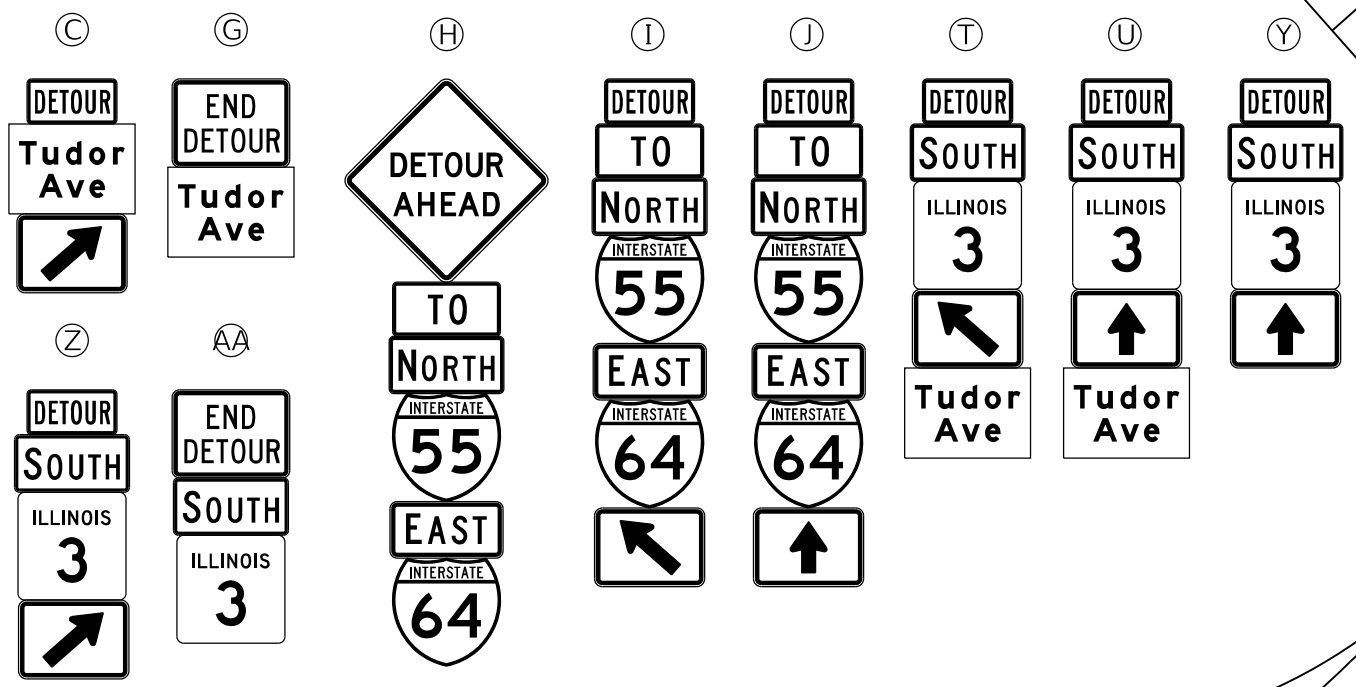 C
DETOUR
Tudor
Ave
G
END
DETOUR
Tudor
Ave
H
DETOUR
AHEAD
TO
NORTH
INTERSTATE
55
EAST
INTERSTATE
64
I
DETOUR
TO
NORTH
INTERSTATE
55
EAST
INTERSTATE
64
J
DETOUR
TO
NORTH
INTERSTATE
55
EAST
INTERSTATE
64
T
DETOUR
SOUTH
ILLINOIS
3
Tudor
Ave
U
DETOUR
SOUTH
ILLINOIS
3
Tudor
Ave
Y
DETOUR
SOUTH
ILLINOIS
3
Z
DETOUR
SOUTH
ILLINOIS
3
AA
END
DETOUR
SOUTH
ILLINOIS
3